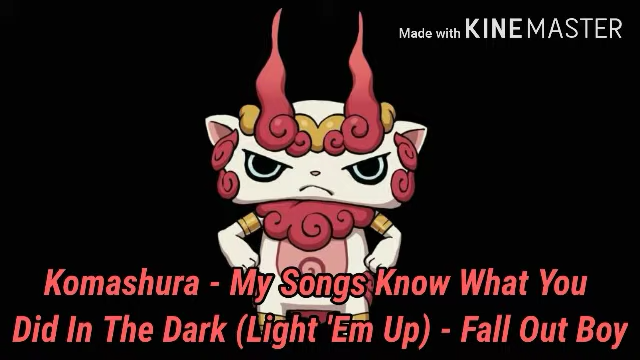 Made with KINEMASTER
Komashura - My Songs Know What You
Did In The Dark (Light 'Em Up) - Fall Out Boy